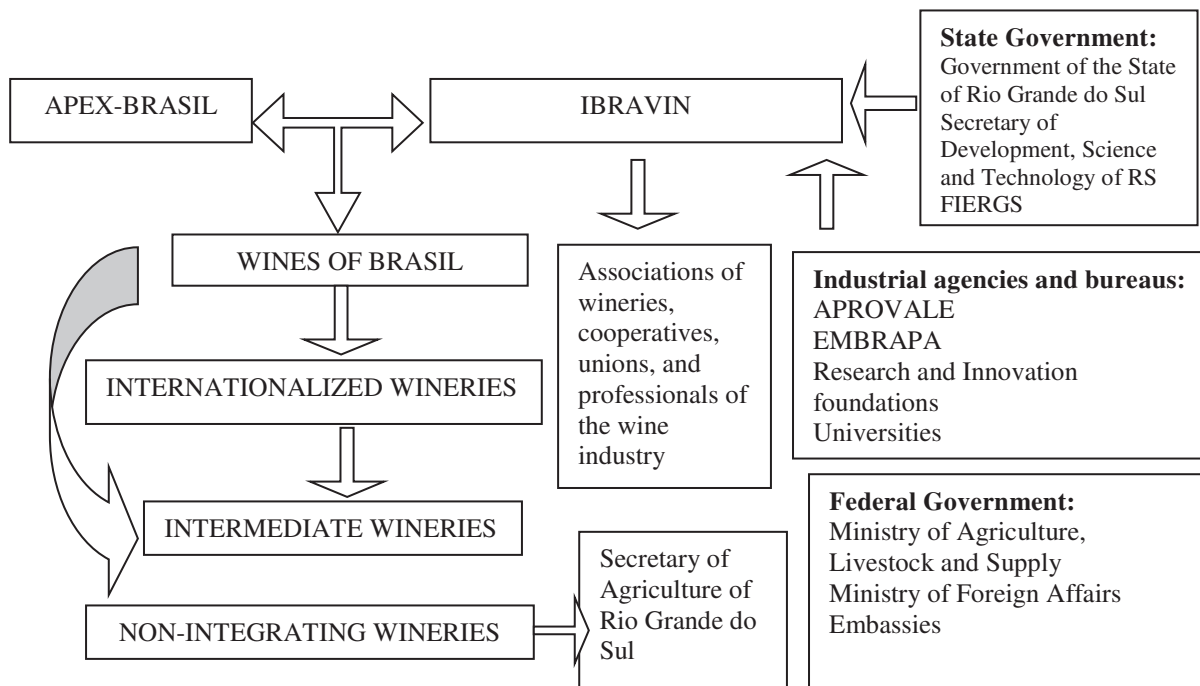 APEX-BRASIL
IBRAVIN
State Government:
Government of the State
of Rio Grande do Sul
Secretary of
Development, Science
and Technology of RS
FIERGS
WINES OF BRASIL
INTERNATIONALIZED WINERIES
INTERMEDIATE WINERIES
NON-INTEGRATING WINERIES
Associations of
wineries,
cooperatives,
unions, and
professionals of
the wine
industry
Industrial agencies and bureaus:
APROVALE
EMBRAPA
Research and Innovation
foundations
Universities
Secretary of
Agriculture of
Rio Grande do
Sul
Federal Government:
Ministry of Agriculture,
Livestock and Supply
Ministry of Foreign Affairs
Embassies